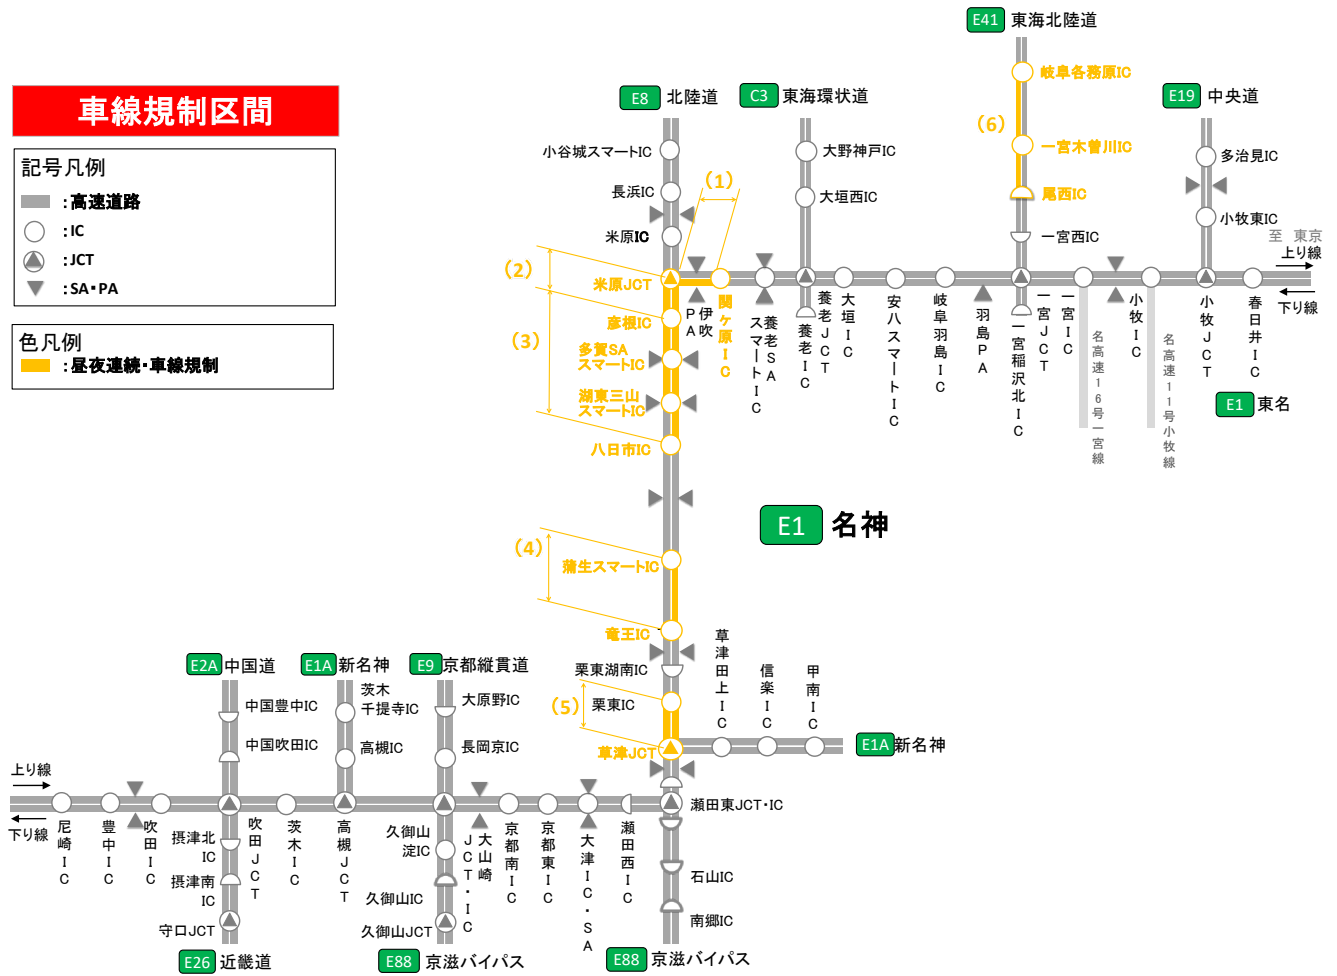 車線規制区間
記号凡例
：高速道路
：IC
：JCT
：SA・PA
色凡例
：昼夜連続・車線規制
E41 東海北陸道
岐阜各務原IC
(6)
一宮木曽川IC
尾西IC
一宮西IC
E8 北陸道
小谷城スマートIC
長浜IC
米原IC
C3 東海環状道
大野神戸IC
大垣西IC
E19 中央道
多治見IC
小牧東IC
至 東京
上り線
下り線
(1)
(2)
米原JCT
(3)
彦根IC
多賀SA
スマートIC
湖東三山
スマートIC
八日市IC
伊吹
PA
関ヶ原IC
養老SA
スマートIC
養老JCT
養老IC
大垣IC
安八スマートIC
岐阜羽島IC
羽島PA
一宮稲沢北IC
一宮JCT
一宮IC
名高速16号一宮線
小牧IC
名高速11号小牧線
小牧JCT
春日井IC
E1 東名
E1 名神
(4)
蒲生スマートIC
竜王IC
栗東湖南IC
(5)
栗東IC
草津JCT
草津田上IC
信楽IC
甲南IC
E1A 新名神
E2A 中国道
中国豊中IC
中国吹田IC
E1A 新名神
茨木
千提寺IC
高槻IC
E9 京都縦貫道
大原野IC
長岡京IC
上り線
下り線
尼崎IC
豊中IC
吹田IC
摂津北
IC
摂津南
IC
守口JCT
E26 近畿道
吹田JCT
茨木IC
高槻JCT
久御山
淀IC
久御山IC
久御山JCT
E88 京滋バイパス
大山崎
JCT・IC
京都南IC
京都東IC
大津IC・SA
瀬田西IC
瀬田東JCT・IC
石山IC
南郷IC
E88 京滋バイパス